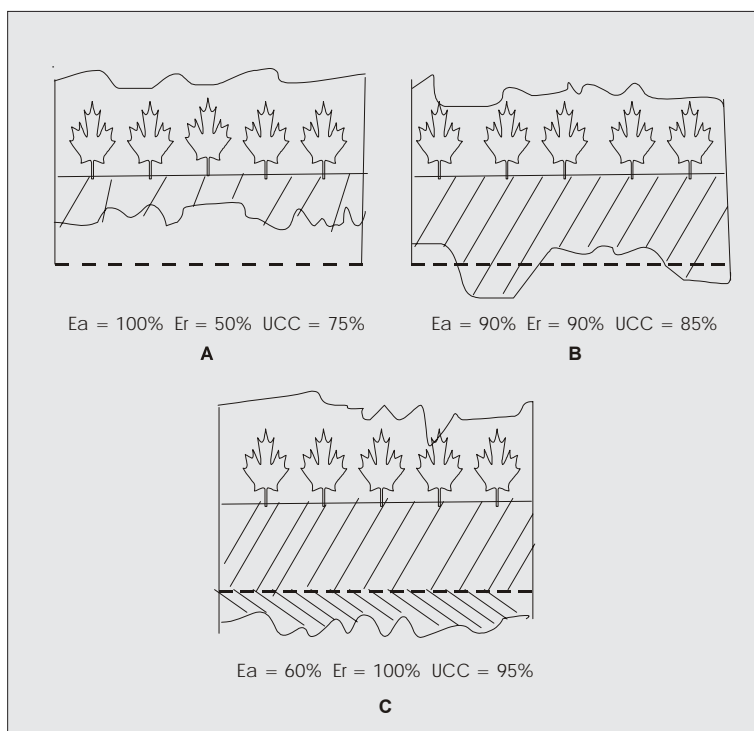 Ea = 100% Er = 50% UCC = 75%
A
Ea = 90% Er = 90% UCC = 85%
B
Ea = 60% Er = 100% UCC = 95%
C